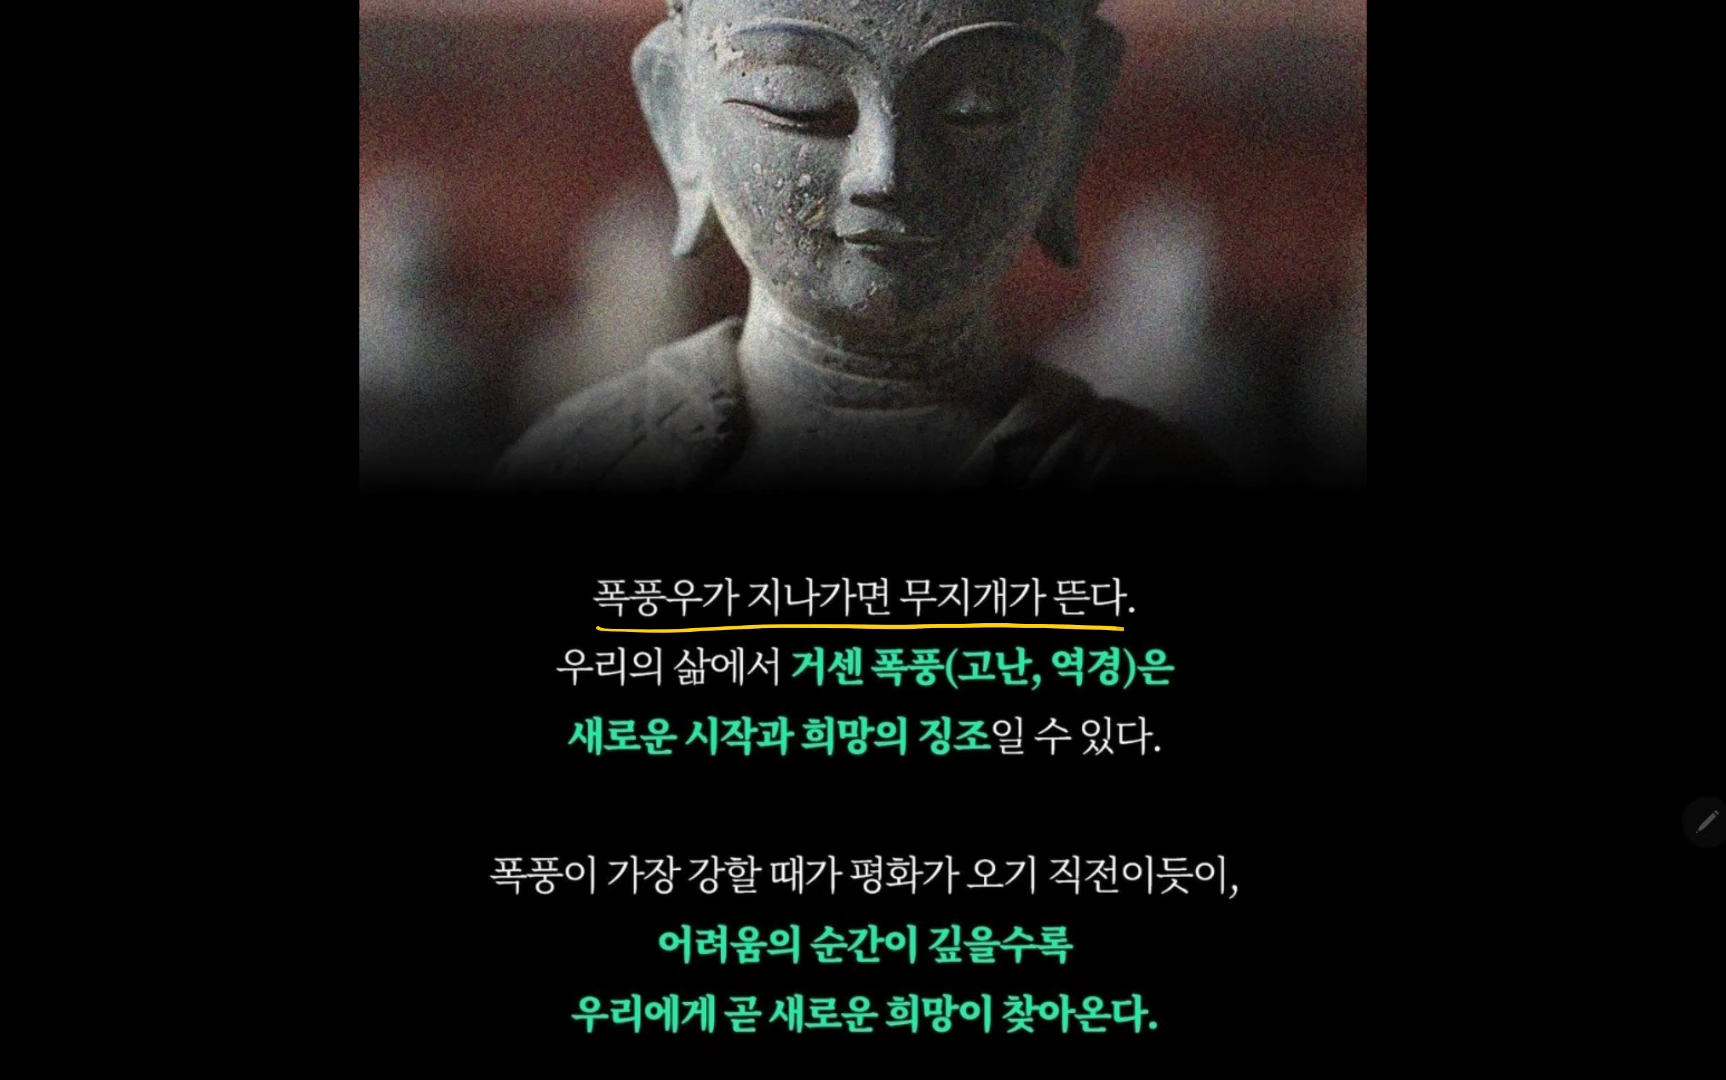 폭풍우가 지나가면 무지개가 뜬다.
우리의 삶에서 거센 폭풍(고난, 역경)은
새로운 시작과 희망의 징조일 수 있다.
폭풍이 가장 강할 때가 평화가 오기 직전이듯이,
어려움의 순간이 깊을수록
우리에게 곧 새로운 희망이 찾아온다.